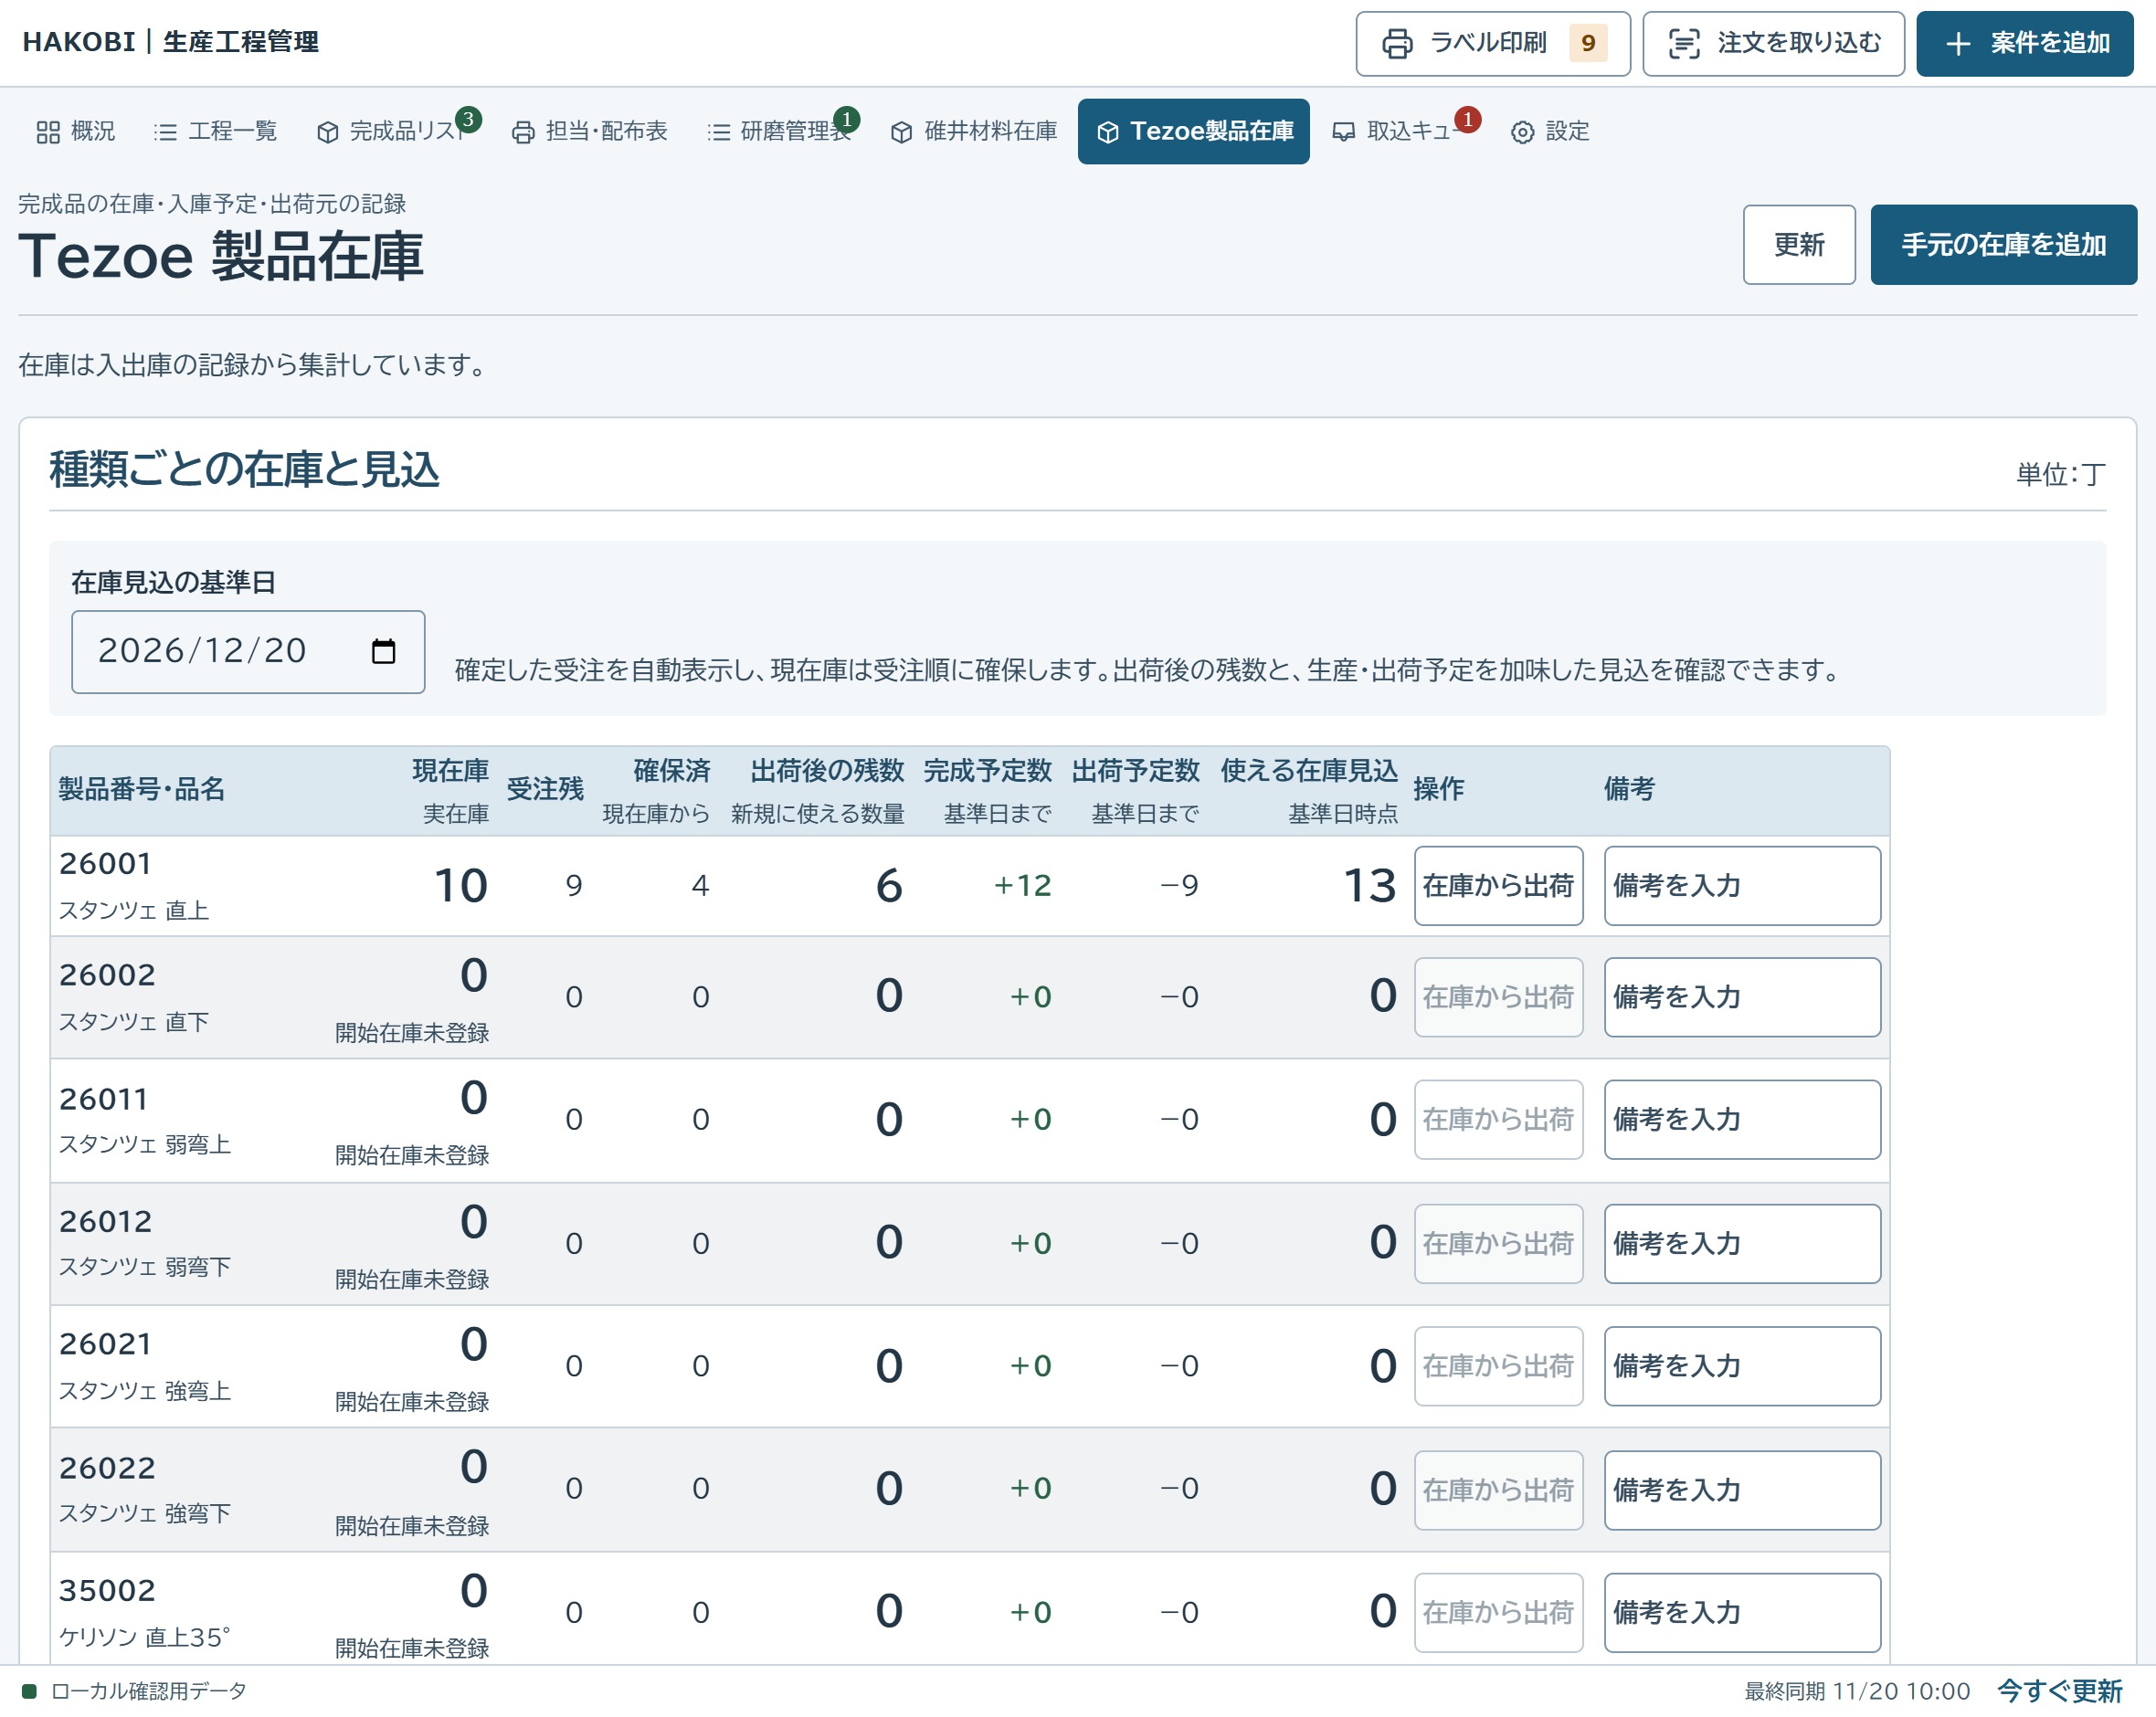 HAKOBI｜生産工程管理
ラベル印刷 9
注文を取り込む
＋ 案件を追加
概況
工程一覧
完成品リスト 3
担当・配布表
研磨管理表 1
碓井材料在庫
Tezoe製品在庫
取込キュー 1
設定
完成品の在庫・入庫予定・出荷元の記録
Tezoe 製品在庫
更新
手元の在庫を追加
在庫は入出庫の記録から集計しています。
種類ごとの在庫と見込
単位：丁
在庫見込の基準日
2026/12/20
確定した受注を自動表示し、現在庫は受注順に確保します。出荷後の残数と、生産・出荷予定を加味した見込を確認できます。
製品番号・品名 現在庫 実在庫 受注残 確保済 現在庫から 出荷後の残数 新規に使える数量 完成予定数 基準日まで 出荷予定数 基準日まで 使える在庫見込 基準日時点 操作 備考
26001 10 9 4 6 +12 −9 13 在庫から出荷 備考を入力
スタンツェ 直上
26002 0 0 0 0 +0 −0 0 在庫から出荷 備考を入力
スタンツェ 直下 開始在庫未登録
26011 0 0 0 0 +0 −0 0 在庫から出荷 備考を入力
スタンツェ 弱弯上 開始在庫未登録
26012 0 0 0 0 +0 −0 0 在庫から出荷 備考を入力
スタンツェ 弱弯下 開始在庫未登録
26021 0 0 0 0 +0 −0 0 在庫から出荷 備考を入力
スタンツェ 強弯上 開始在庫未登録
26022 0 0 0 0 +0 −0 0 在庫から出荷 備考を入力
スタンツェ 強弯下 開始在庫未登録
35002 0 0 0 0 +0 −0 0 在庫から出荷 備考を入力
ケリソン 直上35° 開始在庫未登録
ローカル確認用データ
最終同期 11/20 10:00 今すぐ更新